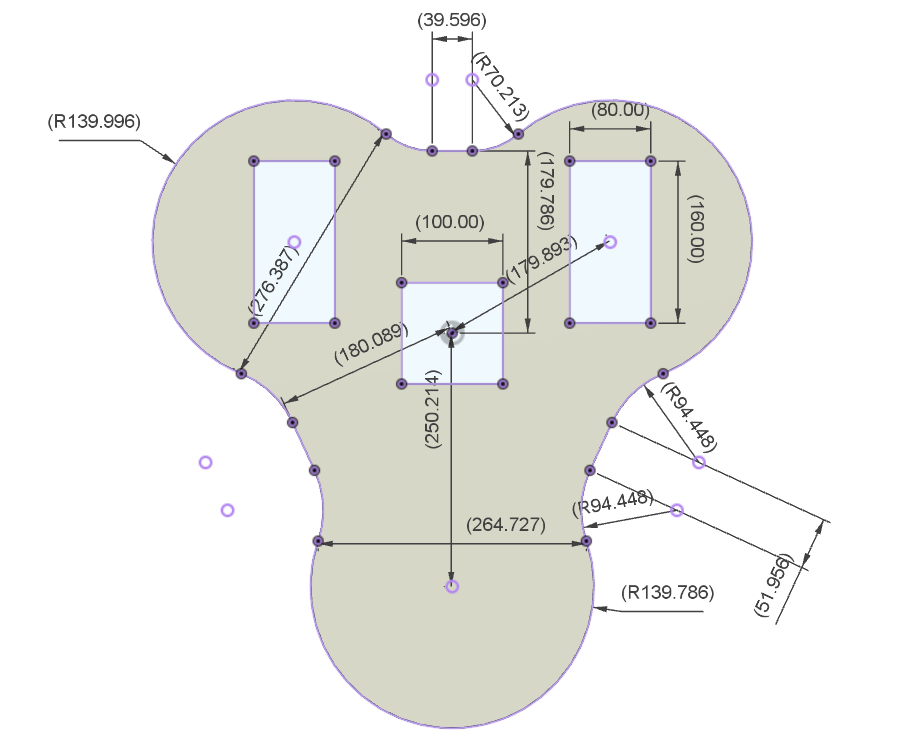 (39.596)
(R70.213)
(80.00)
(R139.996)
(179.786)
(160.00)
(100.00)
(179.893)
(276.387)
(180.089)
(250.214)
(R94.448)
(R94.448)
(264.727)
(51.956)
(R139.786)